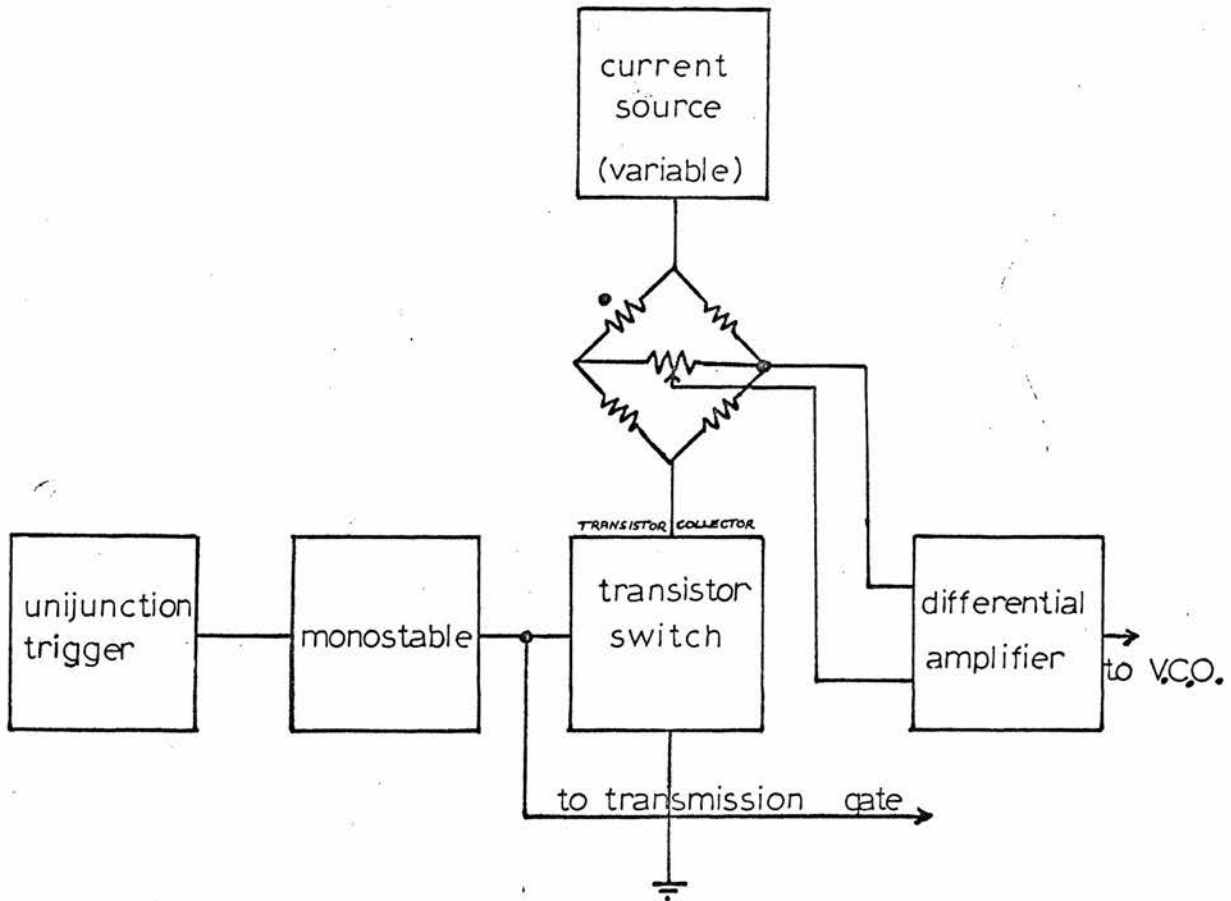 current
source
(variable)
TRANSISTOR COLLECTOR
unijunction
trigger
monostable
transistor
switch
differential
amplifier
to V.C.O.
to transmission gate